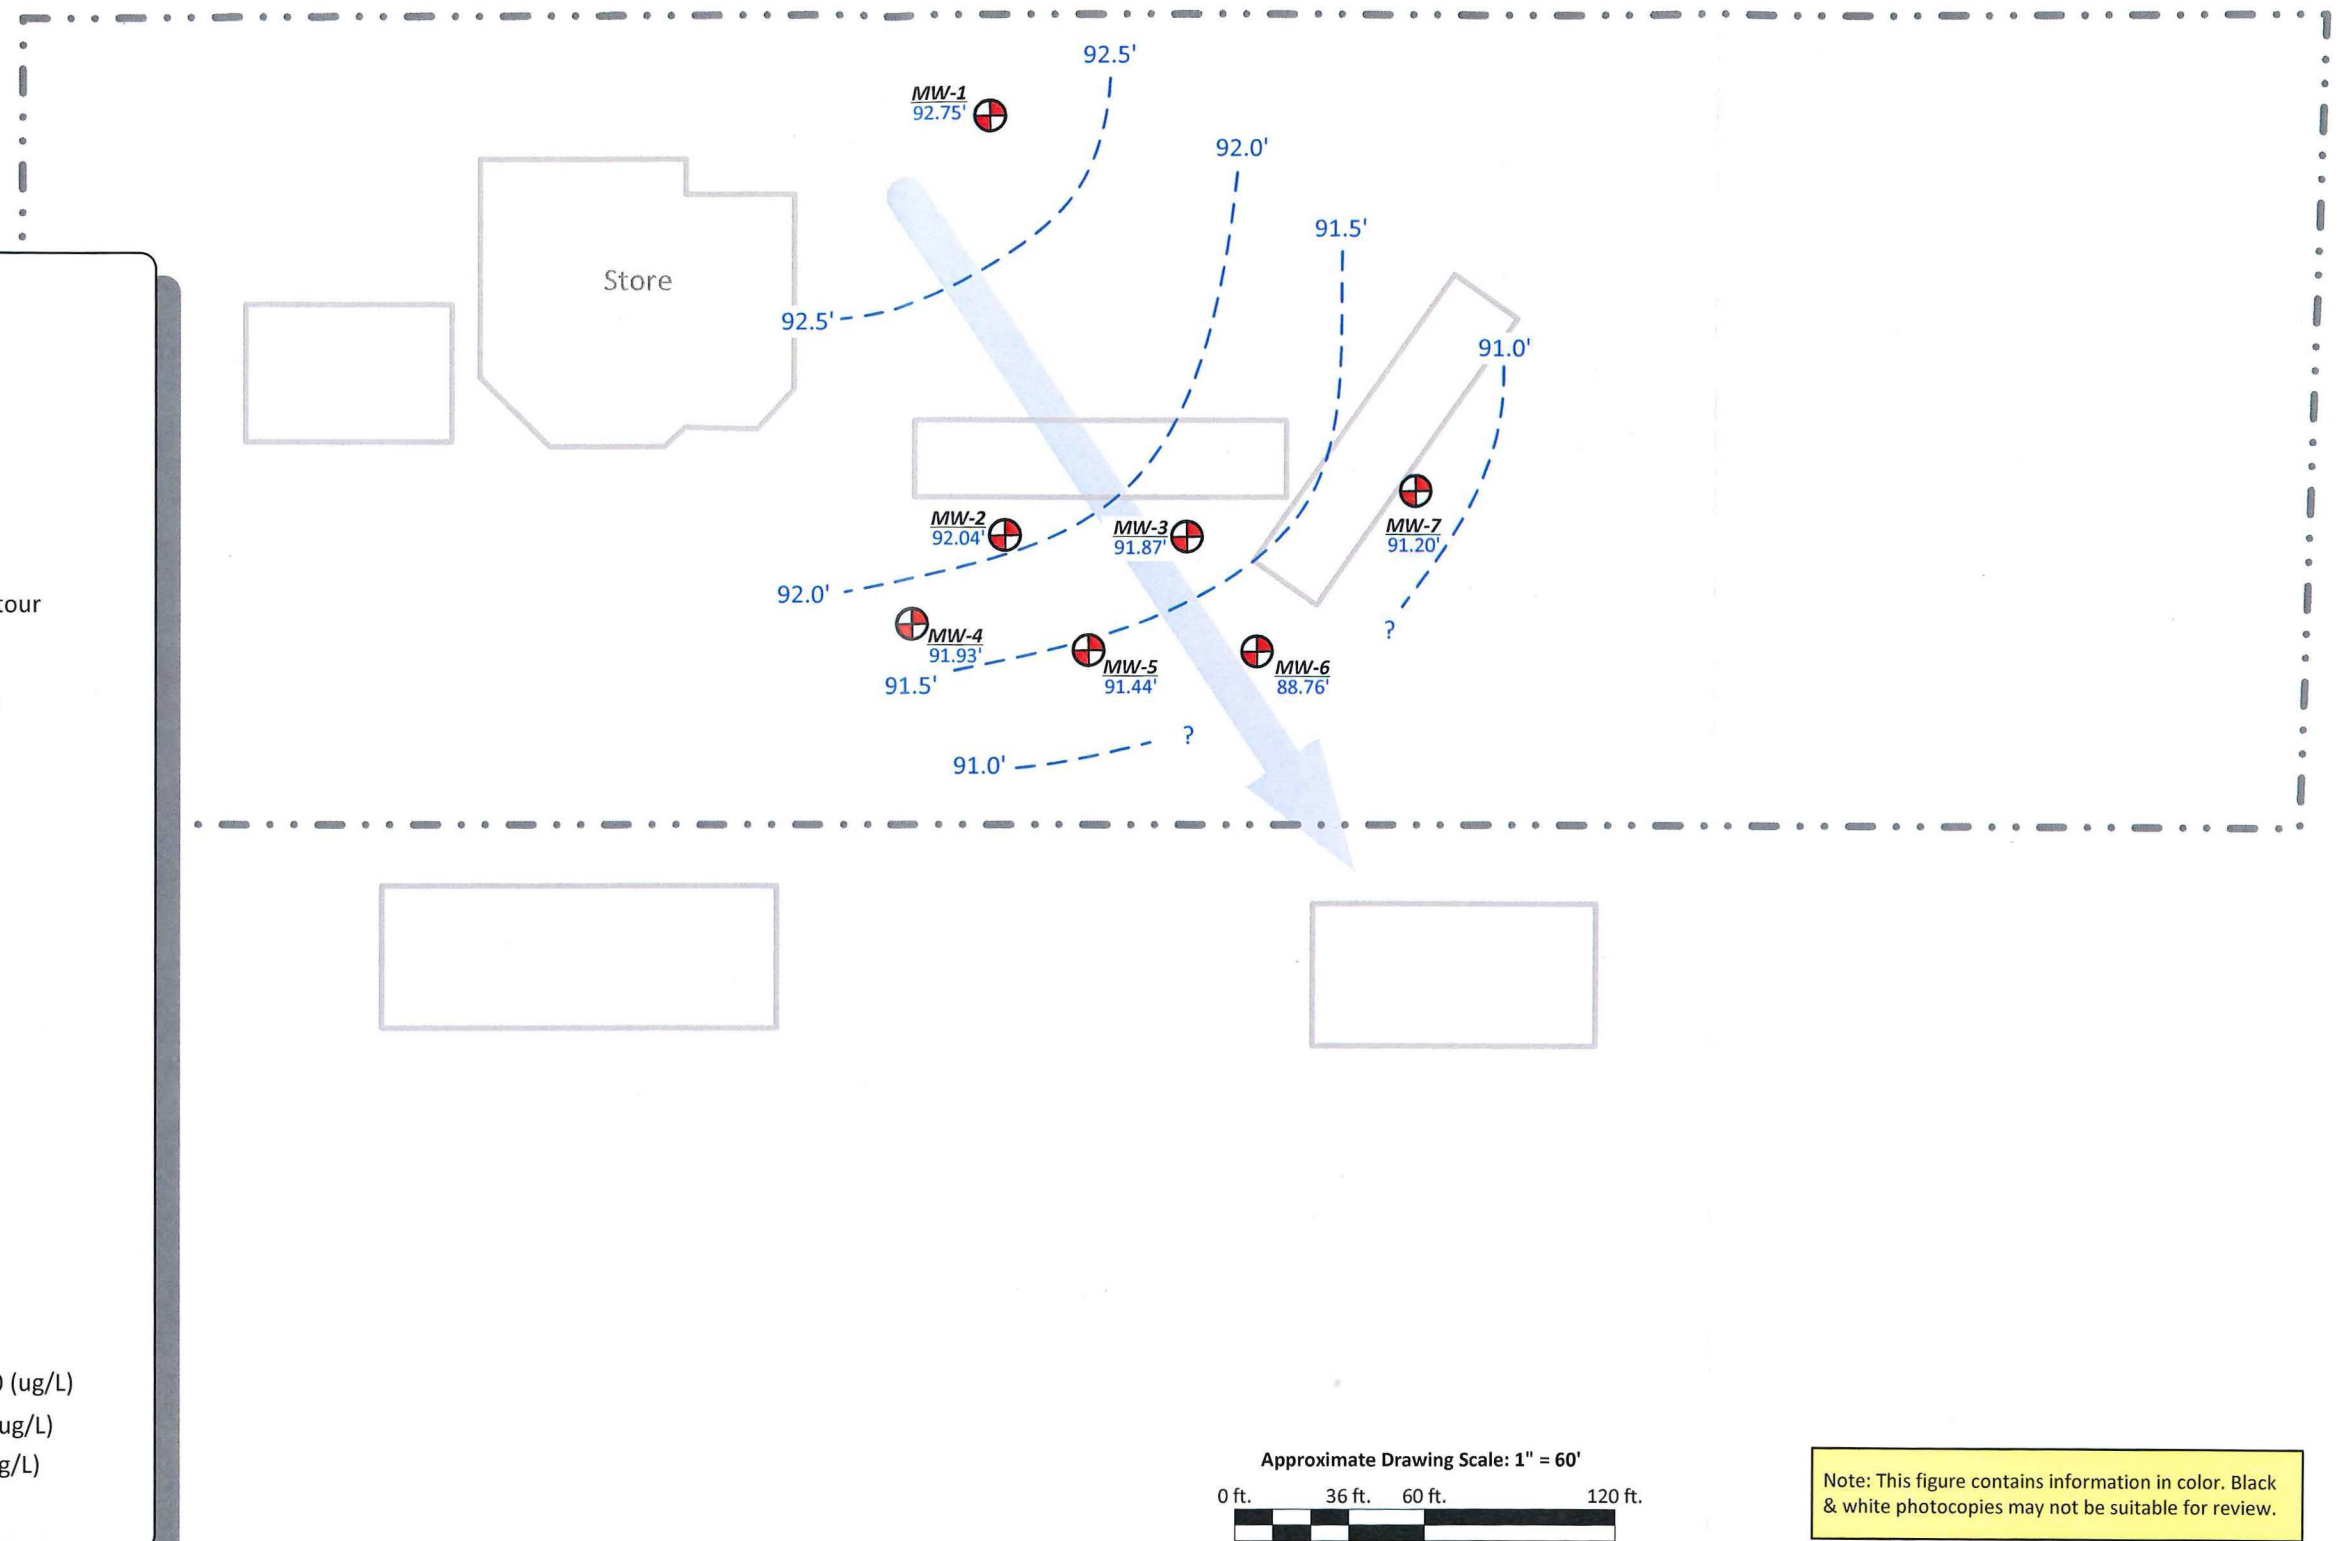 92.5'
MW-1
92.75'
92.0'
91.5'
Store
92.5'
91.0'
MW-2
92.04'
MW-3
91.87'
MW-7
91.20'
92.0'
tour
?
MW-4
91.93'
91.5'
MW-5
91.44'
MW-6
88.76'
?
91.0'
(ug/L)
ug/L)
g/L)
Approximate Drawing Scale: 1" = 60'
0 ft. 36 ft. 60 ft. 120 ft.
Note: This figure contains information in color. Black
& white photocopies may not be suitable for review.